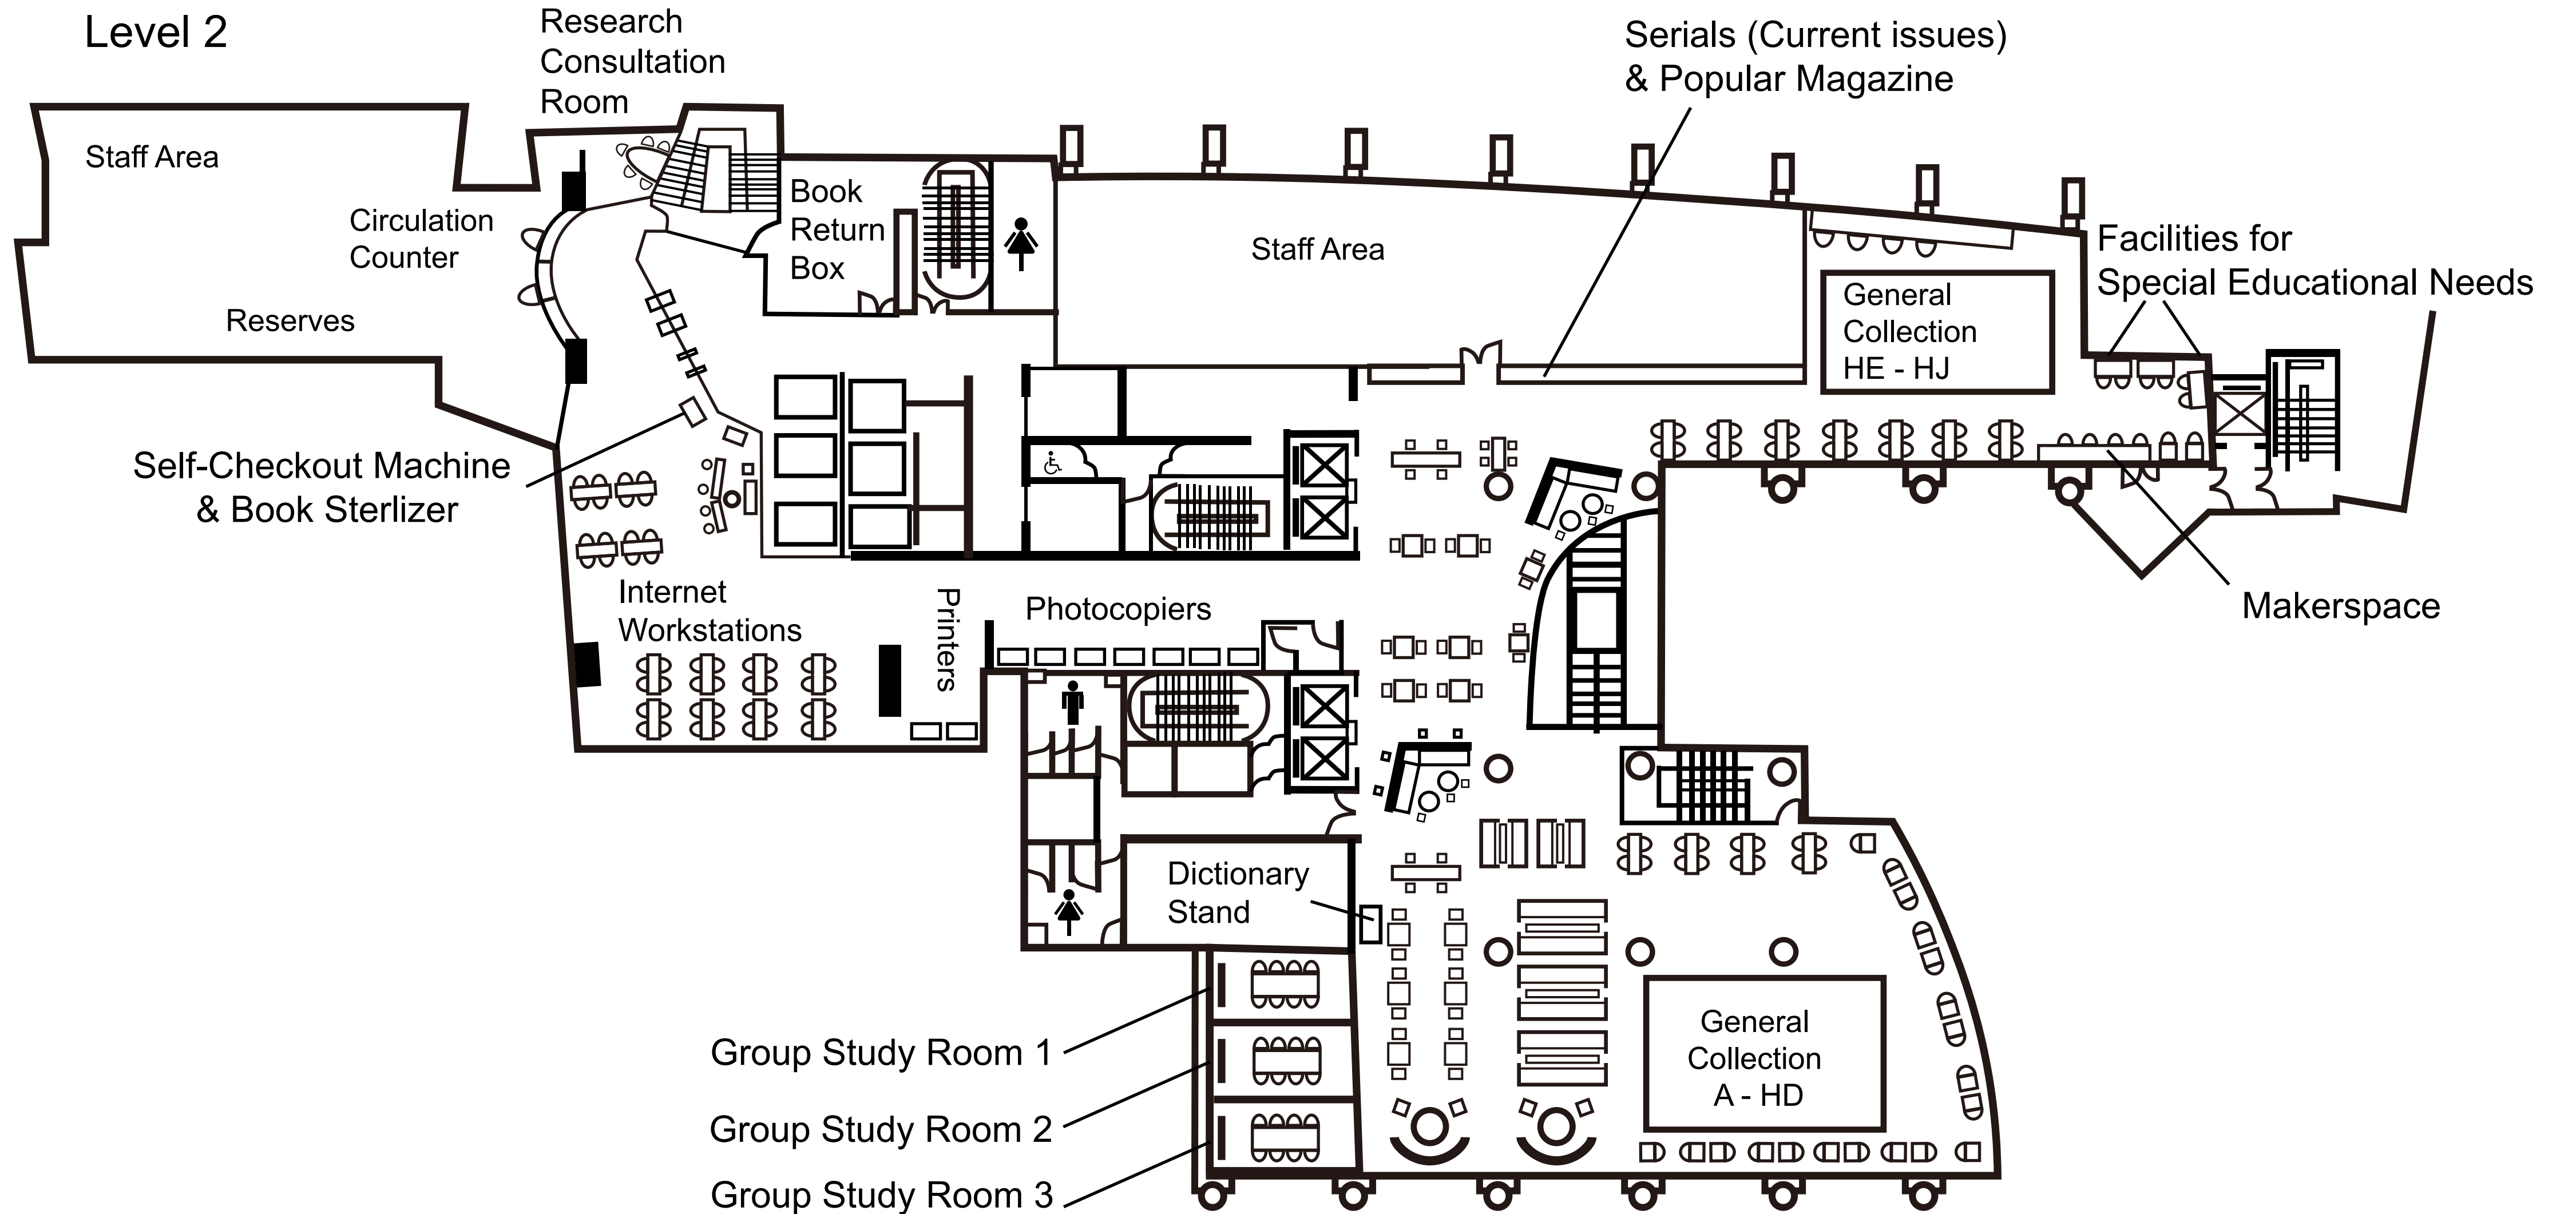 Level 2
Research
Consultation
Room
Serials (Current issues)
& Popular Magazine
Staff Area
Circulation
Counter
Reserves
Book
Return
Box
Staff Area
General
Collection
HE - HJ
Facilities for
Special Educational Needs
Self-Checkout Machine
& Book Sterlizer
Internet
Workstations
Printers
Photocopiers
Makerspace
Dictionary
Stand
Group Study Room 1
Group Study Room 2
Group Study Room 3
General
Collection
A - HD